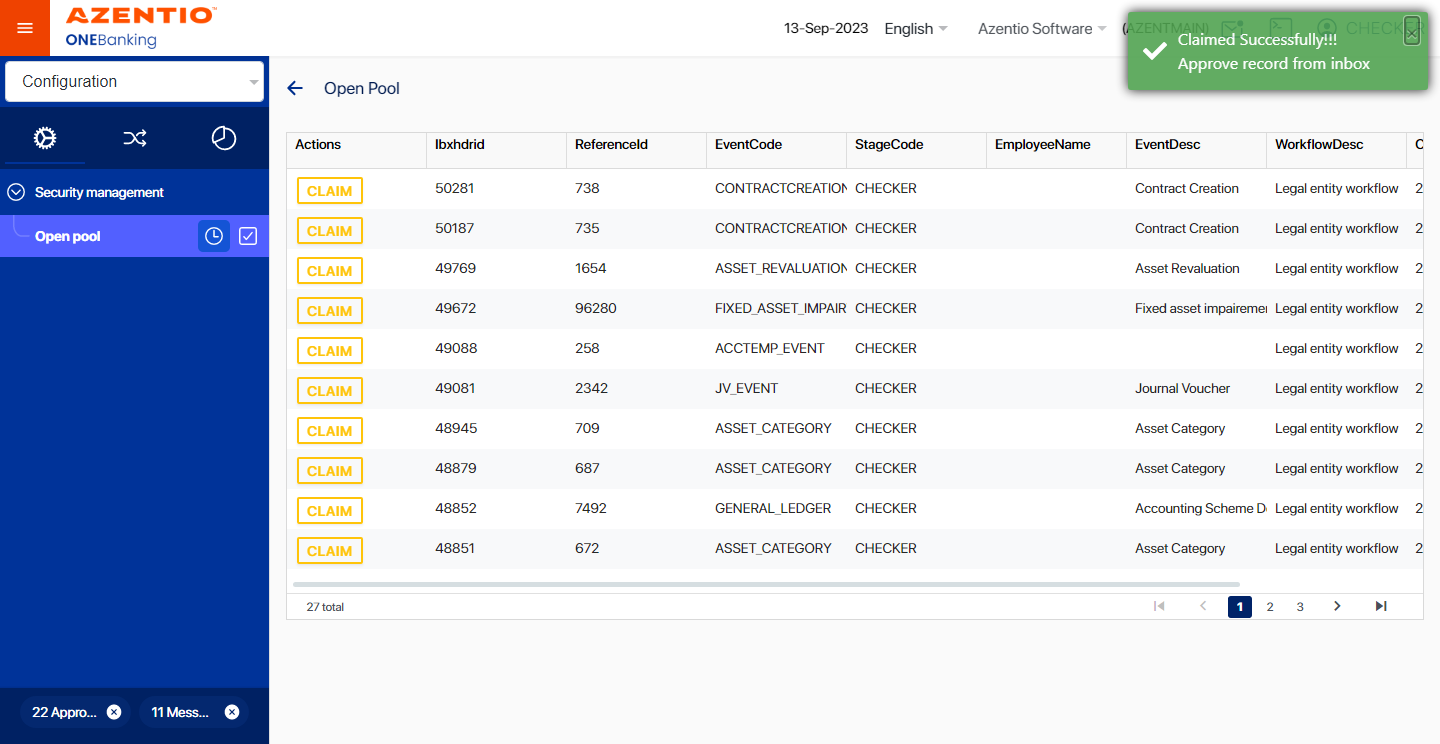 AZENTIO™
ONEBanking
13-Sep-2023 English Azentio Software (AZENTMAIN) CHECKER
Claimed Successfully!!!
Approve record from inbox
Configuration
Open Pool
Security management
Open pool
Actions Ibxhdrid ReferenceId EventCode StageCode EmployeeName EventDesc WorkflowDesc
CLAIM 50281 738 CONTRACTCREATION CHECKER Contract Creation Legal entity workflow 2
CLAIM 50187 735 CONTRACTCREATION CHECKER Contract Creation Legal entity workflow 2
CLAIM 49769 1654 ASSET_REVALUATION CHECKER Asset Revaluation Legal entity workflow 2
CLAIM 49672 96280 FIXED_ASSET_IMPAIR CHECKER Fixed asset impairemen Legal entity workflow 2
CLAIM 49088 258 ACCTEMP_EVENT CHECKER Legal entity workflow 2
CLAIM 49081 2342 JV_EVENT CHECKER Journal Voucher Legal entity workflow 2
CLAIM 48945 709 ASSET_CATEGORY CHECKER Asset Category Legal entity workflow 2
CLAIM 48879 687 ASSET_CATEGORY CHECKER Asset Category Legal entity workflow 2
CLAIM 48852 7492 GENERAL_LEDGER CHECKER Accounting Scheme D Legal entity workflow 2
CLAIM 48851 672 ASSET_CATEGORY CHECKER Asset Category Legal entity workflow 2
27 total 1 2 3
22 Appro... 11 Mess...